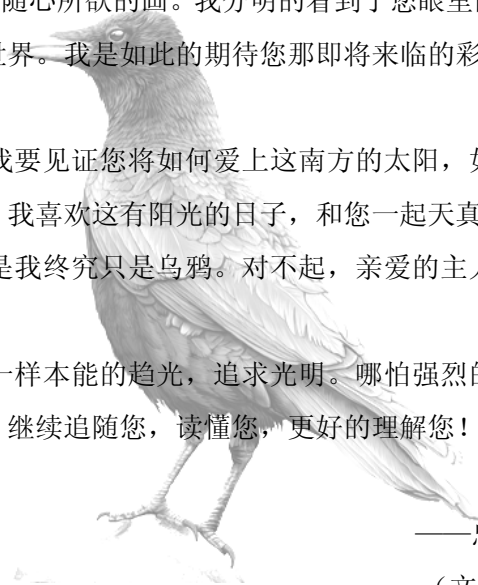 随心所欲的画。我分明的看到了您眼里
世界。我是如此的期待您那即将来临的彩
我要见证您将如何爱上这南方的太阳，如
我喜欢这有阳光的日子，和您一起天真
是我终究只是乌鸦。对不起，亲爱的主人
一样本能的趋光，追求光明。哪怕强烈的
继续追随您，读懂您，更好的理解您！
——